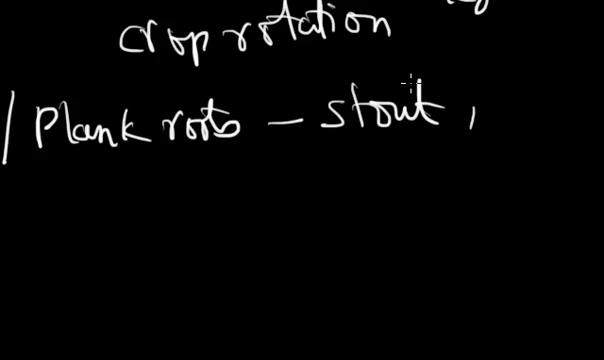 crop rotation
/ Plank roots – stout ,